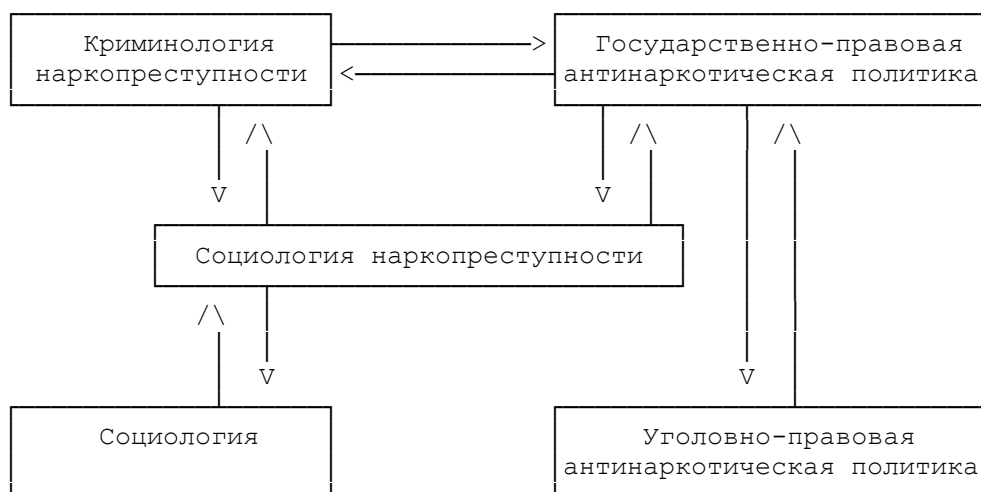 Криминология
наркопреступности
Государственно-правовая
антинаркотическая политика
Социология наркопреступности
Социология
Уголовно-правовая
антинаркотическая политика